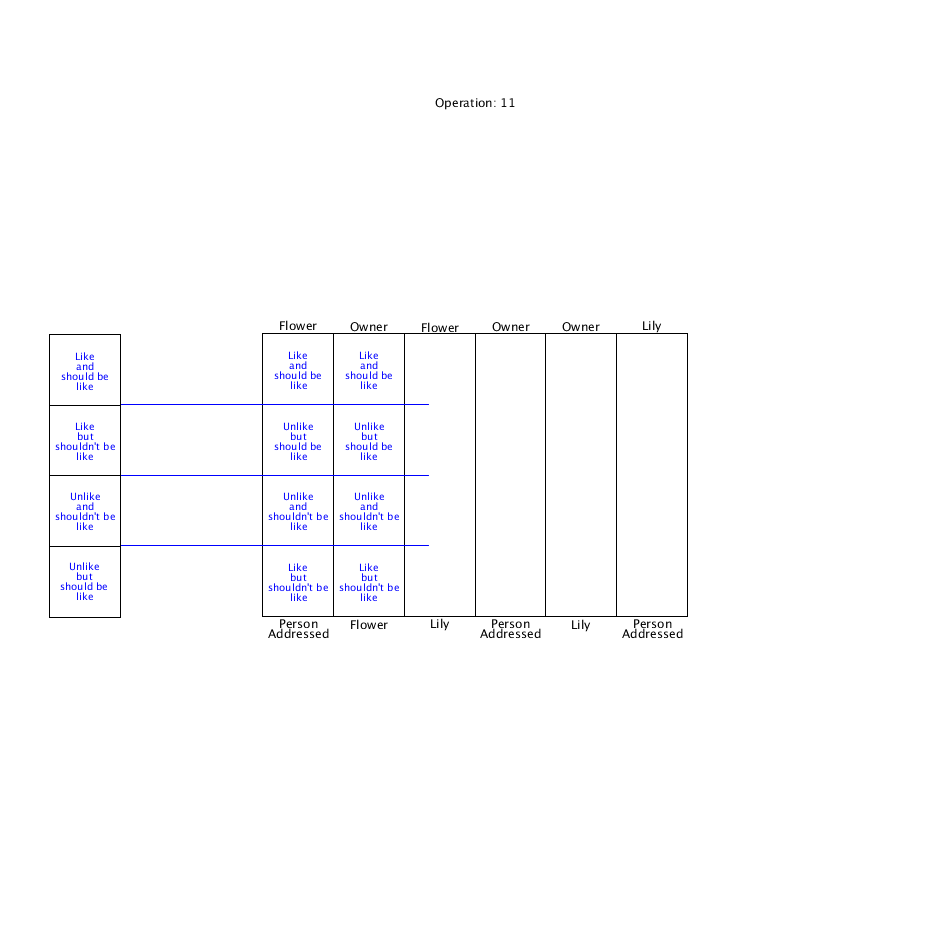 Operation: 11
Flower
Owner
Flower
Owner
Owner
Lily
Like
and
should be
like
Like
but
shouldn't be
like
Unlike
and
shouldn't be
like
Unlike
but
should be
like
Like
and
should be
like
Unlike
but
should be
like
Unlike
and
shouldn't be
like
Like
but
shouldn't be
like
Like
and
should be
like
Unlike
but
should be
like
Unlike
and
shouldn't be
like
Like
but
shouldn't be
like
Person
Addressed
Flower
Lily
Person
Addressed
Lily
Person
Addressed